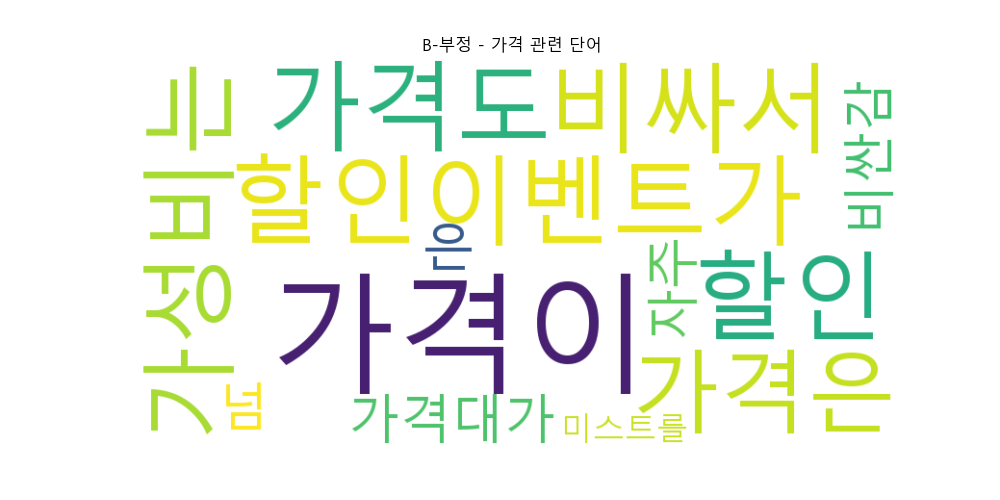 B-부정 - 가격 관련 단어
가격도
비싸서
비싼감
가성비는
할인이벤트가
은
자주
할인
가격이
가격은
넘
가격대가
미스트를